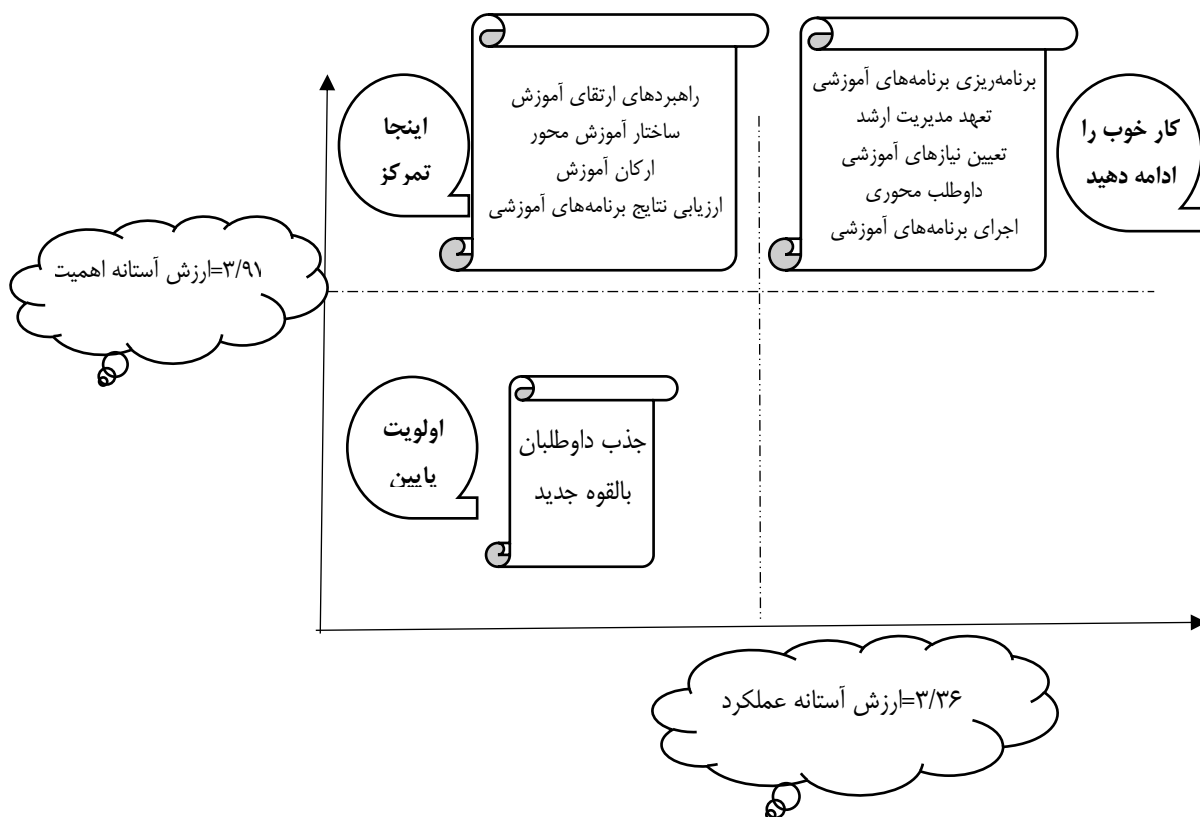 برنامه‌ریزی برنامه‌های آموزشی
تعهد مدیریت ارشد
تعیین نیازهای آموزشی
داوطلب محوری
اجرای برنامه‌های آموزشی
کار خوب را
ادامه دهید
راهبردهای ارتقای آموزش
ساختار آموزش محور
ارکان آموزش
ارزیابی نتایج برنامه‌های آموزشی
اینجا
تمرکز
۳/۹۱=ارزش آستانه اهمیت
جذب داوطلبان
بالقوه جدید
اولویت
پایین
۳/۳۶=ارزش آستانه عملکرد